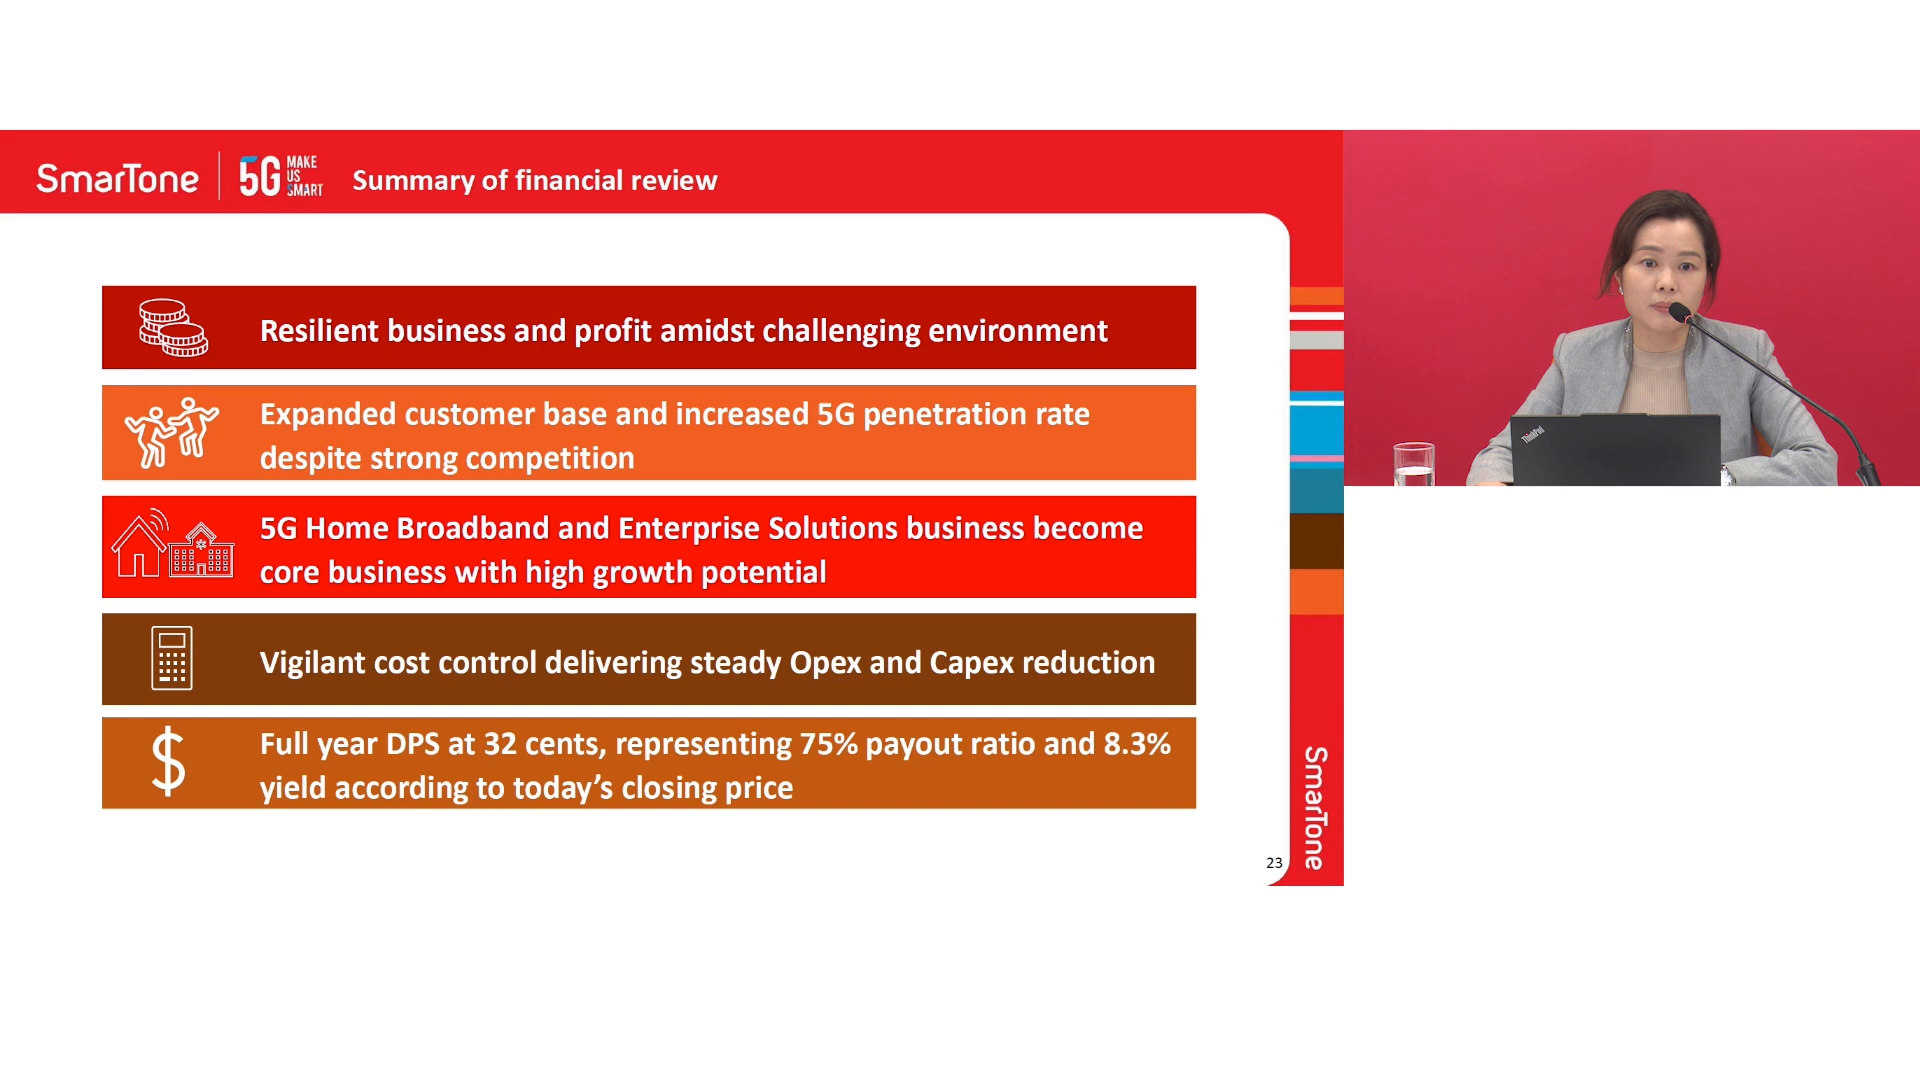 SmarTone
5G
MAKE
US
SMART
Summary of financial review
Resilient business and profit amidst challenging environment
Expanded customer base and increased 5G penetration rate
despite strong competition
5G Home Broadband and Enterprise Solutions business become
core business with high growth potential
Vigilant cost control delivering steady Opex and Capex reduction
Full year DPS at 32 cents, representing 75% payout ratio and 8.3%
yield according to today’s closing price
23
SmarTone
ThinkPad